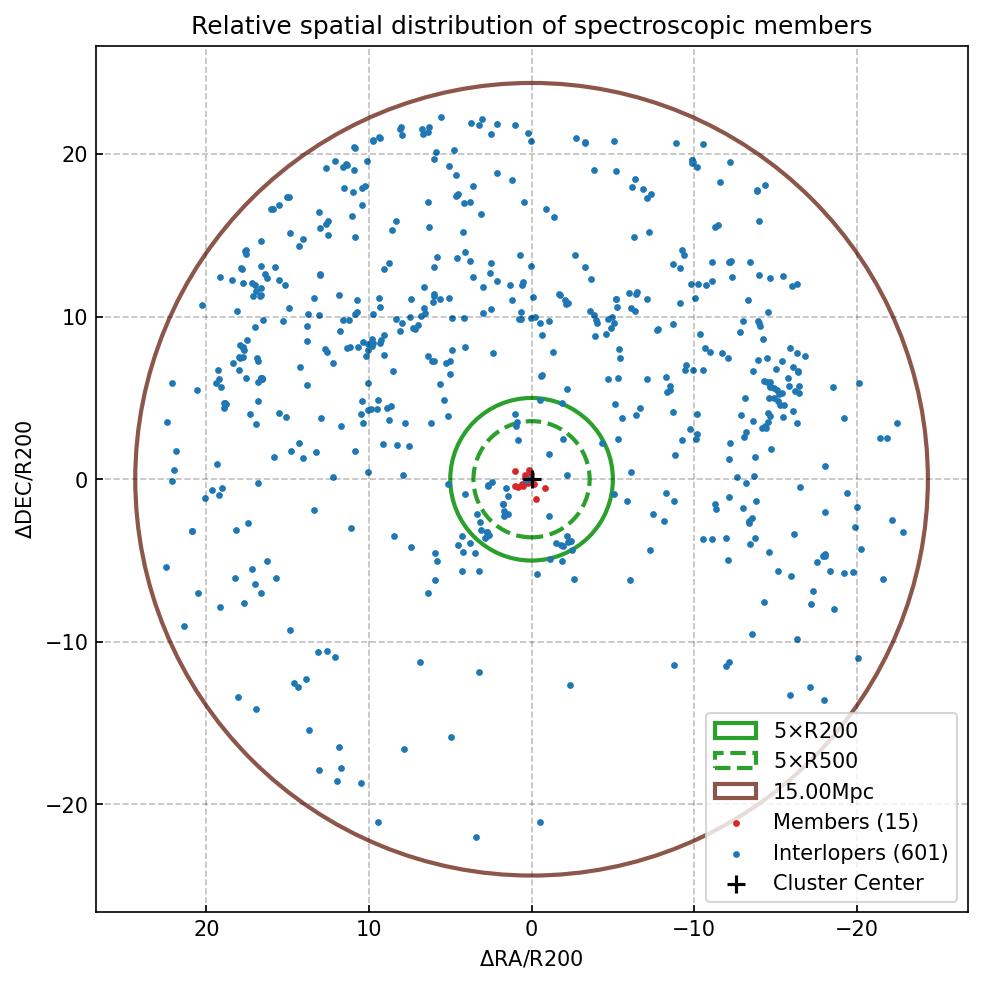 Relative spatial distribution of spectroscopic members
ΔDEC/R200
20
10
0
−10
−20
20
10
0
−10
−20
ΔRA/R200
5×R200
5×R500
15.00Mpc
Members (15)
Interlopers (601)
Cluster Center